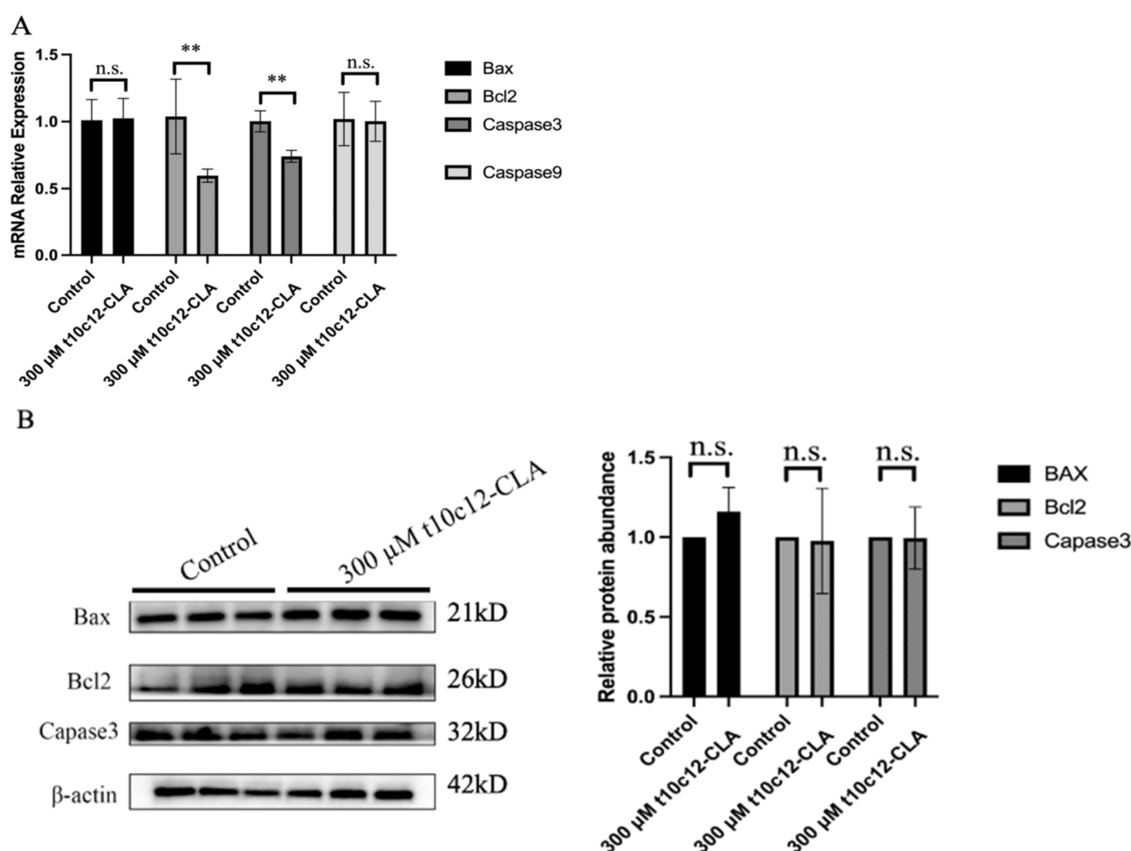 A
mRNA Relative Expression
1.5
1.0
0.5
0.0
n.s.
**
**
n.s.
Control
300 μM t10c12-CLA
Control
300 μM t10c12-CLA
Control
300 μM t10c12-CLA
Control
300 μM t10c12-CLA
Bax
Bcl2
Caspase3
Caspase9
B
Control
300 μM t10c12-CLA
Bax
21kD
Bcl2
26kD
Capase3
32kD
β-actin
42kD
Relative protein abundance
1.5
1.0
0.5
0.0
n.s.
n.s.
n.s.
Control
300 μM t10c12-CLA
Control
300 μM t10c12-CLA
Control
300 μM t10c12-CLA
BAX
Bcl2
Capase3